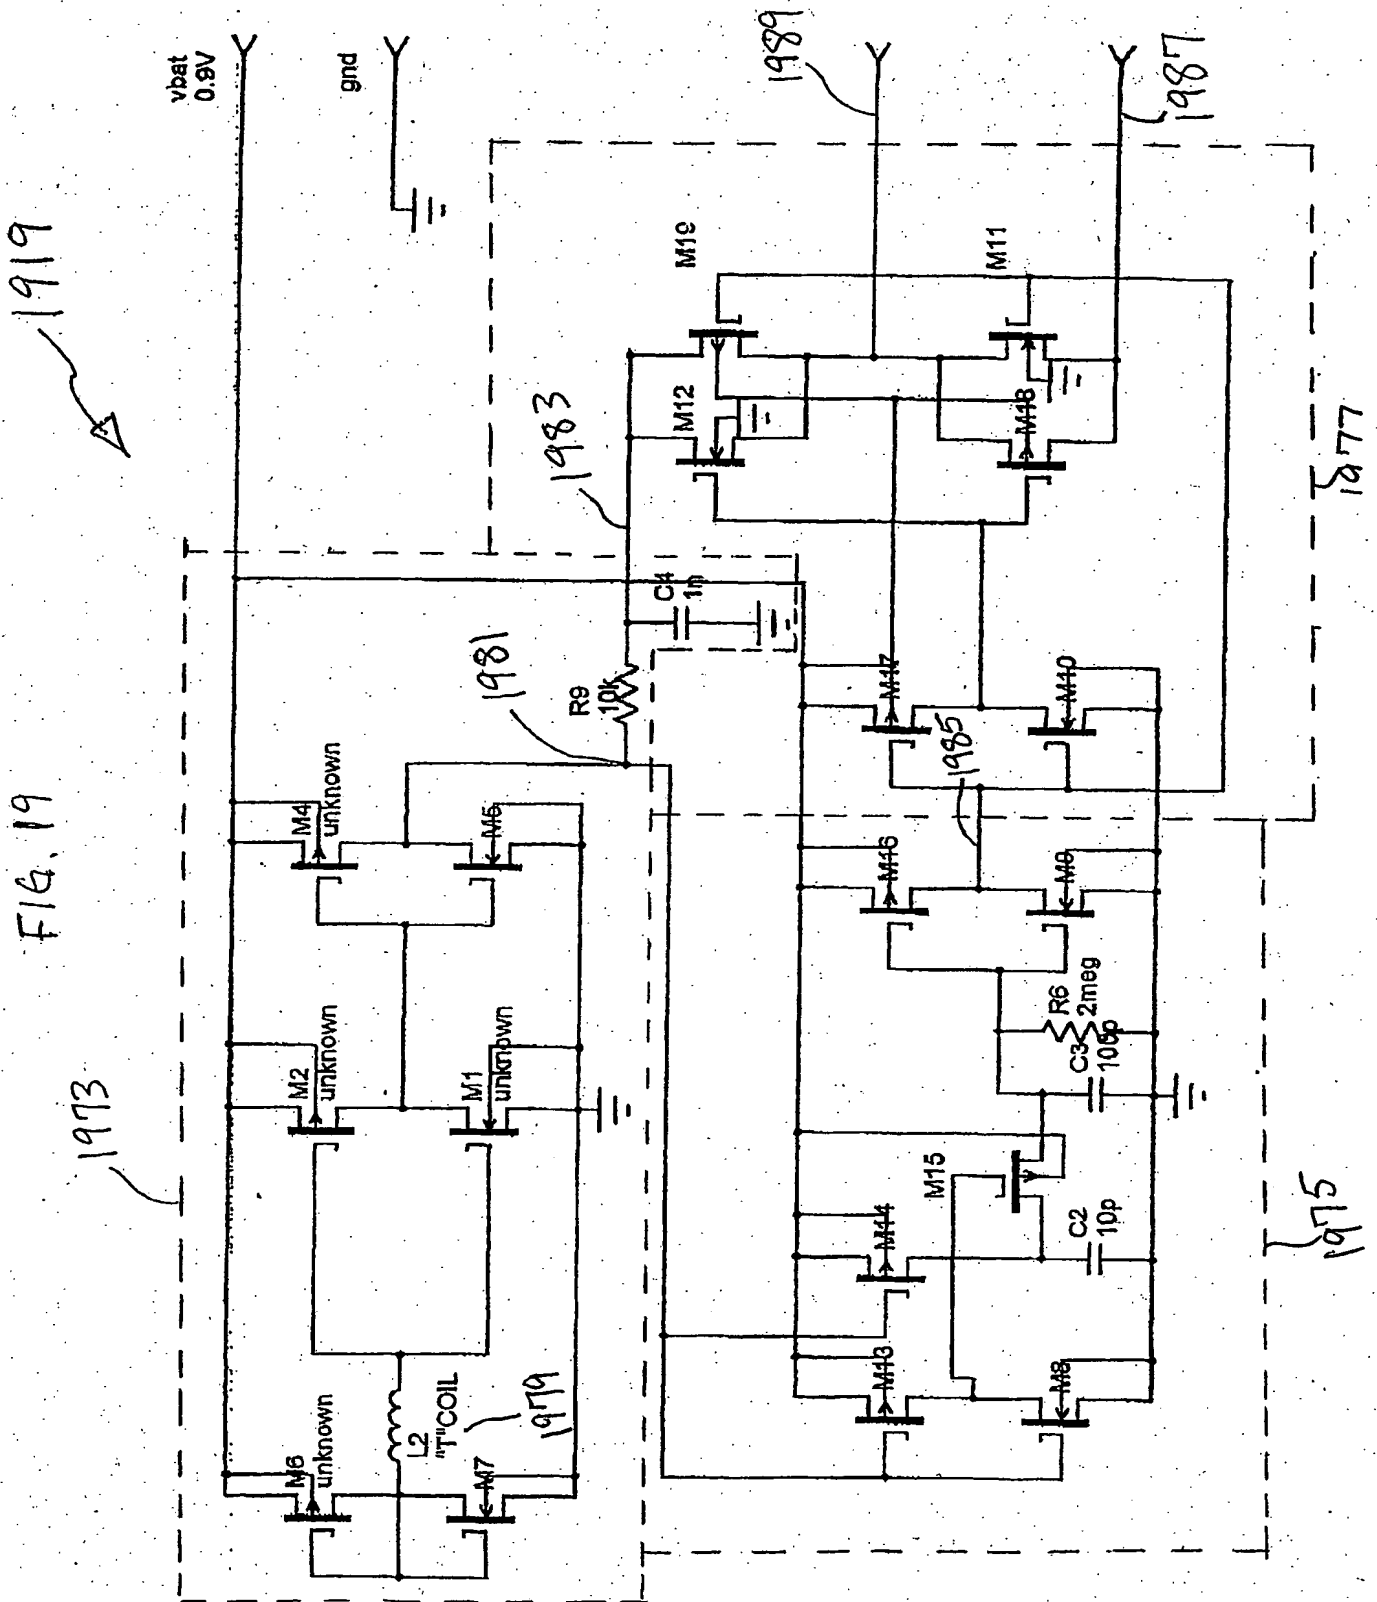 FIG. 19
1919
1973
vbat
0.9V
gnd
1989
1987
M6
unknown
M7
L2
"T"COIL
1979
M2
unknown
M1
unknown
M4
unknown
M5
1981
R9
10k
C4
1n
1983
M12
M19
M18
M11
1977
M13
M8
M14
C2
10p
M15
C3
100p
R6
2meg
M16
M9
1985
M17
M10
1975